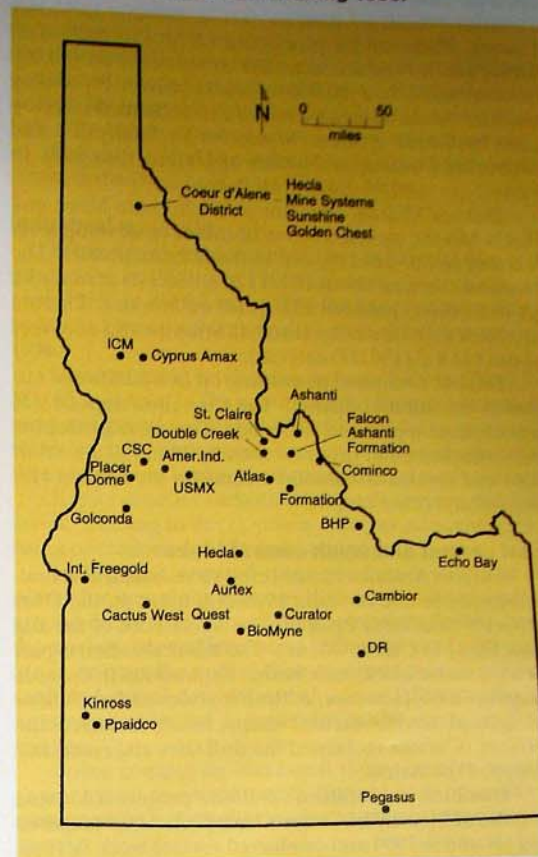 N
0 50
miles
Coeur d'Alene
District
Hecla
Mine Systems
Sunshine
Golden Chest
ICM
Cyprus Amax
Ashanti
St. Claire
Double Creek
Falcon
Ashanti
Formation
Cominco
CSC
Amer.Ind.
Placer
Dome
USMX
Atlas
Formation
Golconda
BHP
Hecla
Echo Bay
Int. Freegold
Aurtex
Cambior
Cactus West
Quest
Curator
BioMyne
DR
Kinross
Ppaidco
Pegasus